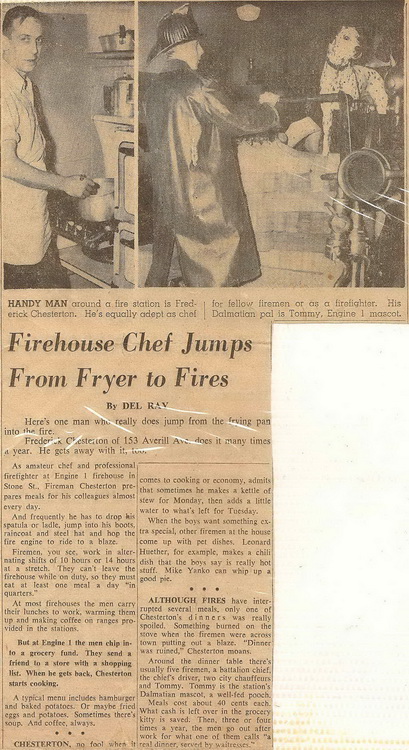 HANDY MAN around a fire station is Fred-
erick Chesterton. He's equally adept as chef
for fellow firemen or as a firefighter. His
Dalmatian pal is Tommy, Engine 1 mascot.
Firehouse Chef Jumps
From Fryer to Fires
By DEL RAY
Here's one man who really does jump from the frying pan
into the fire.
Frederick Chesterton of 153 Averill Ave. does it many times
a year. He gets away with it, too.
As amateur chef and professional
firefighter at Engine 1 firehouse in
Stone St., Fireman Chesterton pre-
pares meals for his colleagues almost
every day.
And frequently he has to drop his
spatula or ladle, jump into his boots,
raincoat and steel hat and hop the
fire engine to ride to a blaze.
Firemen, you see, work in alter-
nating shifts of 10 hours or 14 hours
at a stretch. They can't leave the
firehouse while on duty, so they must
eat at least one meal a day "in
quarters."
At most firehouses the men carry
their lunches to work, warming them
up and making coffee on ranges pro-
vided in the stations.
But at Engine 1 the men chip in-
to a grocery fund. They send a
friend to a store with a shopping
list. When he gets back, Chesterton
starts cooking.
A typical menu includes hamburger
and baked potatoes. Or maybe fried
eggs and potatoes. Sometimes there's
soup. And coffee, always.
* * *
CHESTERTON, no fool when it
comes to cooking or economy, admits
that sometimes he makes a kettle of
stew for Monday, then adds a little
water to what's left for Tuesday.
When the boys want something ex-
tra special, other firemen at the house
come up with pet dishes. Leonard
Huether, for example, makes a chili
dish that the boys say is really hot
stuff. Mike Yanko can whip up a
good pie.
* * *
ALTHOUGH FIRES have inter-
rupted several meals, only one of
Chesterton's dinners was really
spoiled. Something burned on the
stove when the firemen were across
town putting out a blaze. "Dinner
was ruined," Chesterton moans.
Around the dinner table there's
usually five firemen, a battalion chief,
the chief's driver, two city chauffeurs
and Tommy. Tommy is the station's
Dalmatian mascot, a well-fed pooch.
Meals cost about 40 cents each.
What cash is left over in the grocery
kitty is saved. Then, three or four
times a year, the men go out after
work for what one of them calls "a
real dinner, served by waitresses."